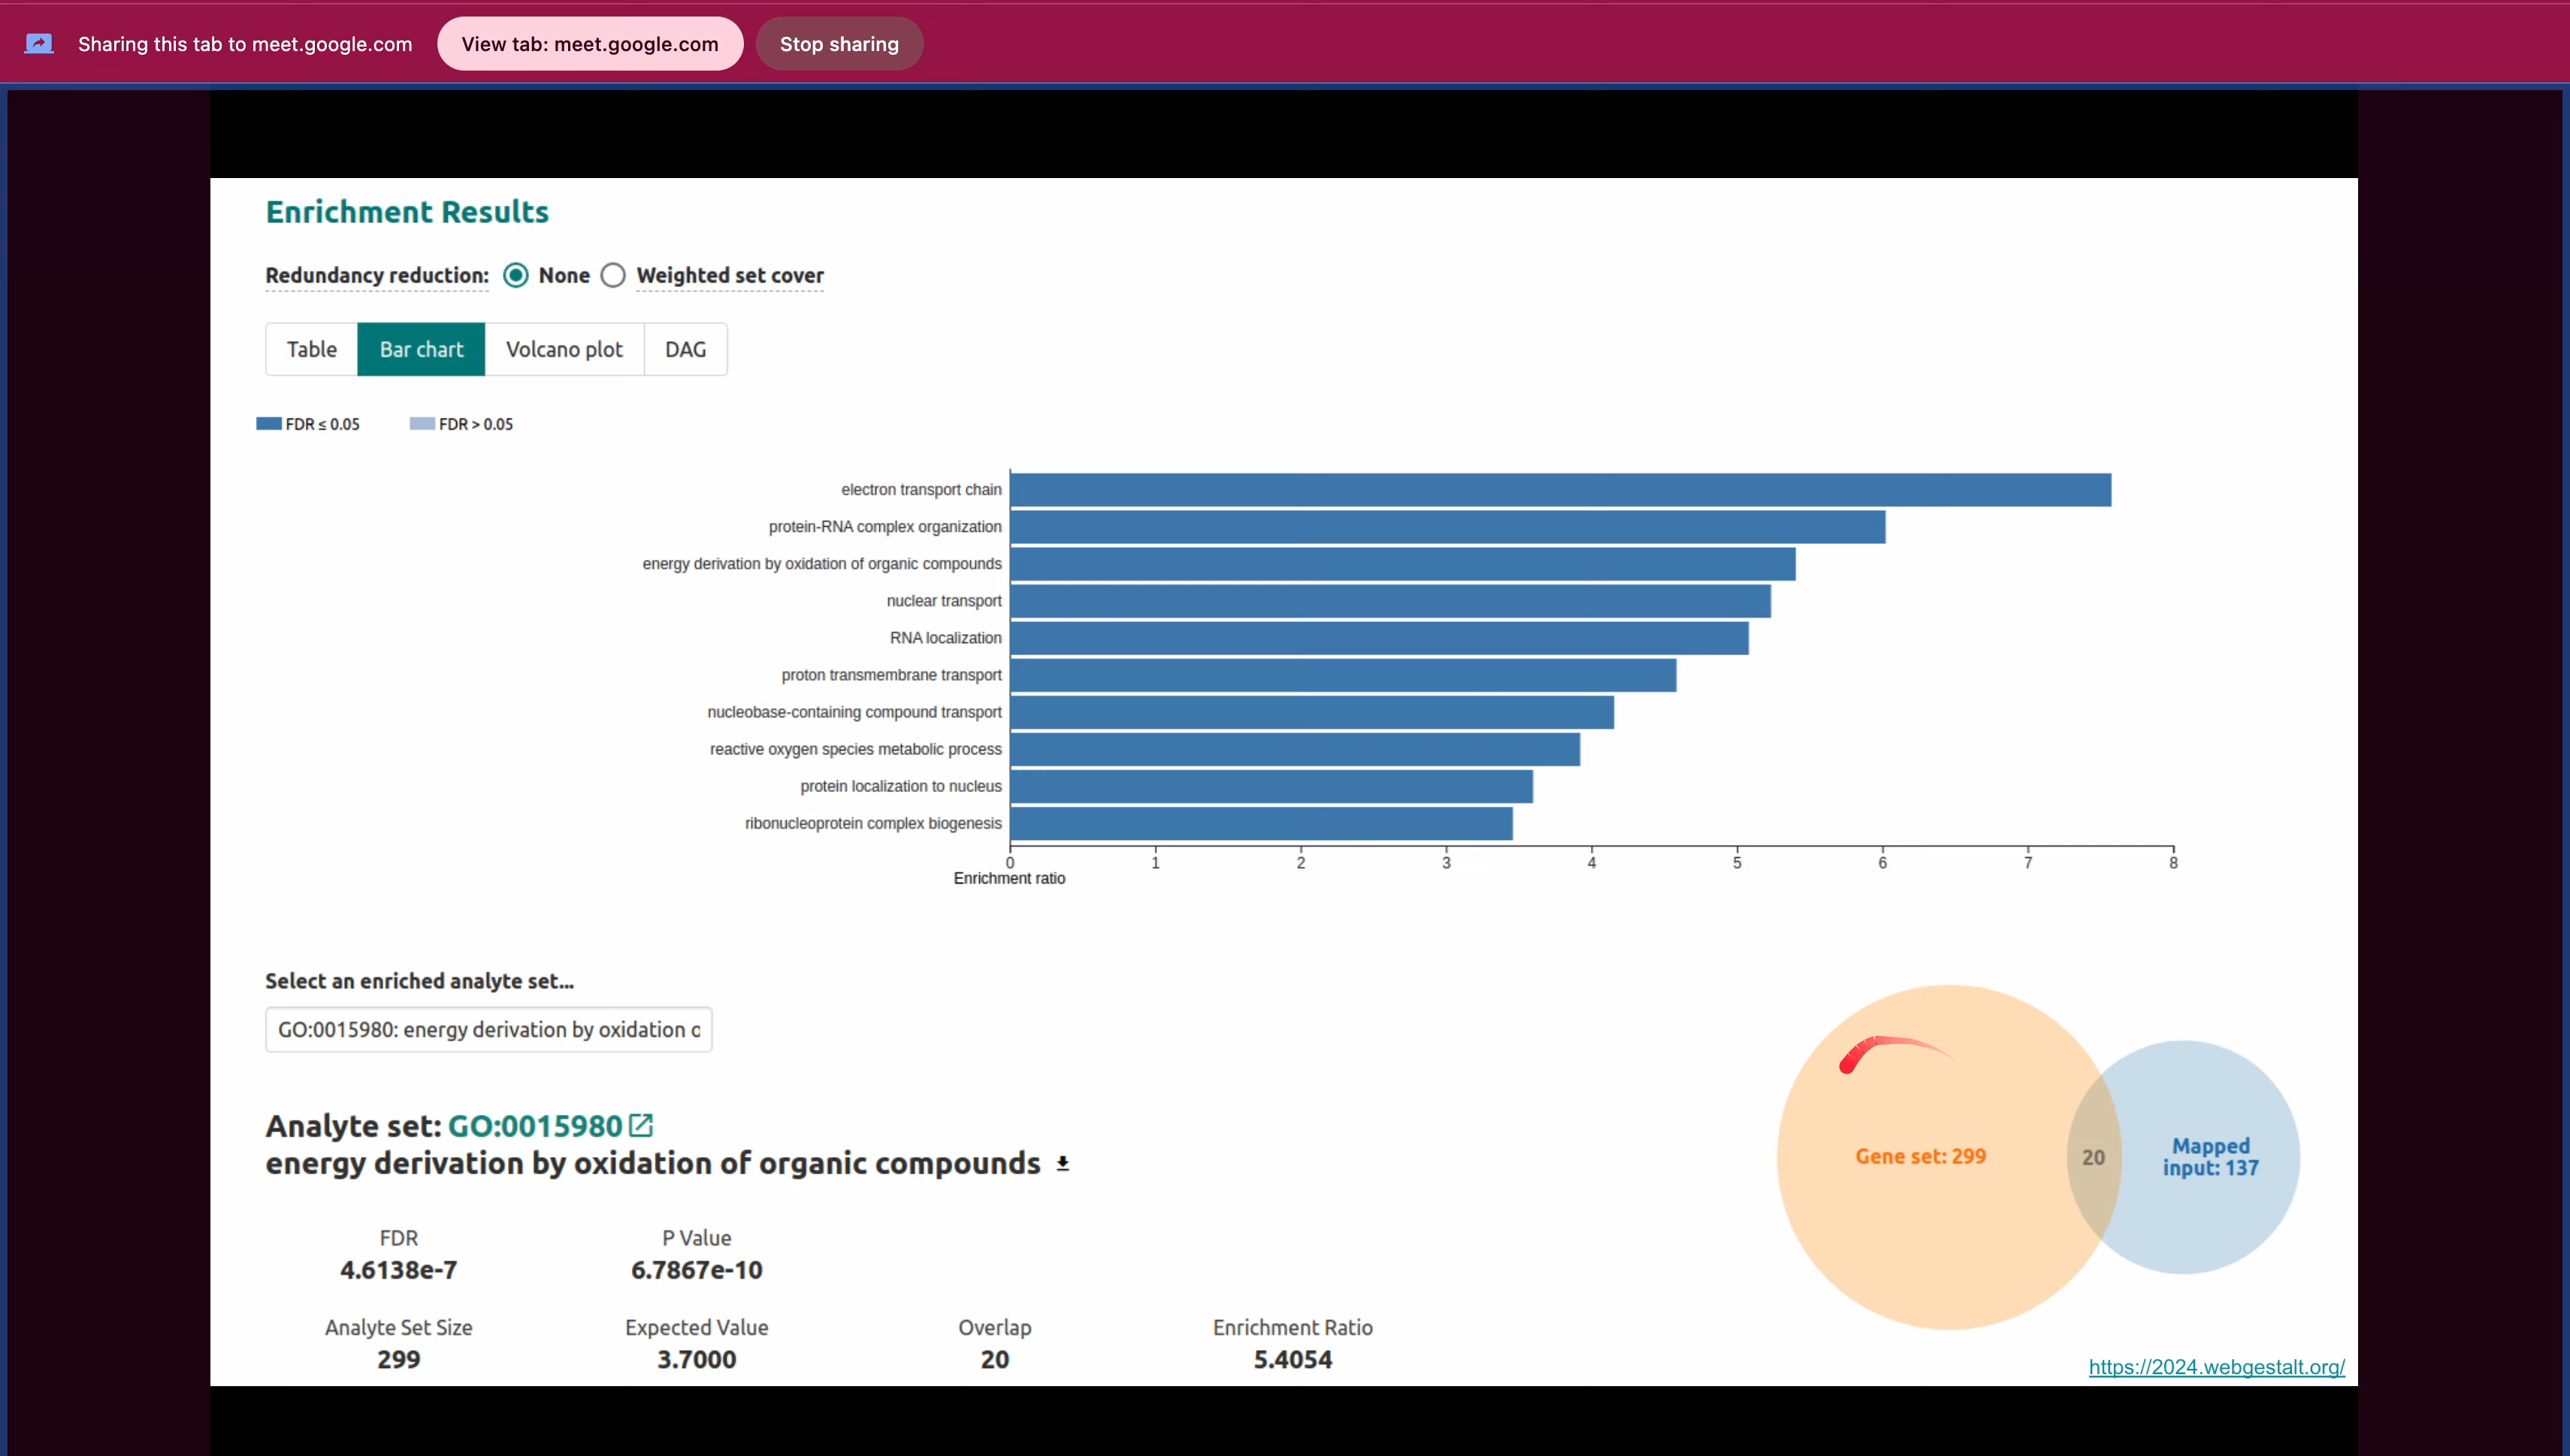 Sharing this tab to meet.google.com View tab: meet.google.com Stop sharing
Enrichment Results
Redundancy reduction: None Weighted set cover
Table Bar chart Volcano plot DAG
FDR ≤ 0.05 FDR > 0.05
electron transport chain
protein-RNA complex organization
energy derivation by oxidation of organic compounds
nuclear transport
RNA localization
proton transmembrane transport
nucleobase-containing compound transport
reactive oxygen species metabolic process
protein localization to nucleus
ribonucleoprotein complex biogenesis
0 1 2 3 4 5 6 7 8
Enrichment ratio
Select an enriched analyte set...
GO:0015980: energy derivation by oxidation o
Analyte set: GO:0015980
energy derivation by oxidation of organic compounds
Gene set: 299
20
Mapped
input: 137
FDR P Value
4.6138e-7 6.7867e-10
Analyte Set Size Expected Value Overlap Enrichment Ratio
299 3.7000 20 5.4054
https://2024.webgestalt.org/